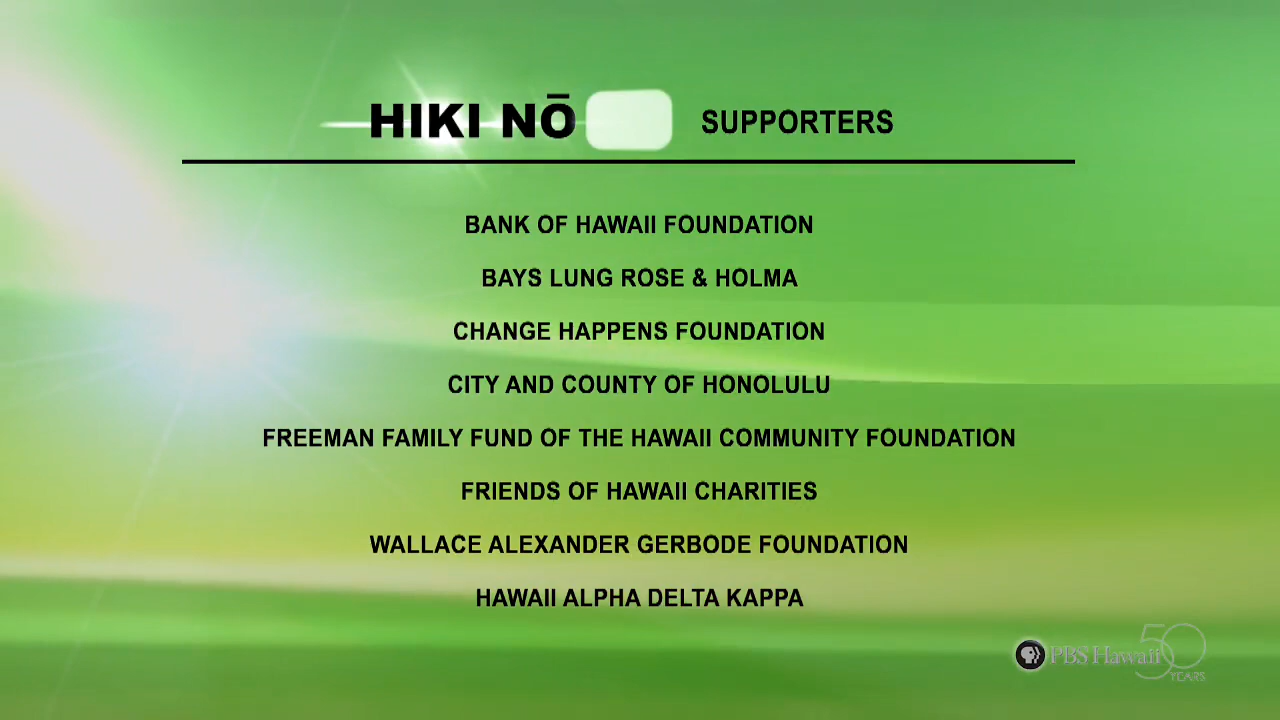 HIKI NŌ SUPPORTERS
BANK OF HAWAII FOUNDATION
BAYS LUNG ROSE & HOLMA
CHANGE HAPPENS FOUNDATION
CITY AND COUNTY OF HONOLULU
FREEMAN FAMILY FUND OF THE HAWAII COMMUNITY FOUNDATION
FRIENDS OF HAWAII CHARITIES
WALLACE ALEXANDER GERBODE FOUNDATION
HAWAII ALPHA DELTA KAPPA
PBS Hawaii 50
YEARS